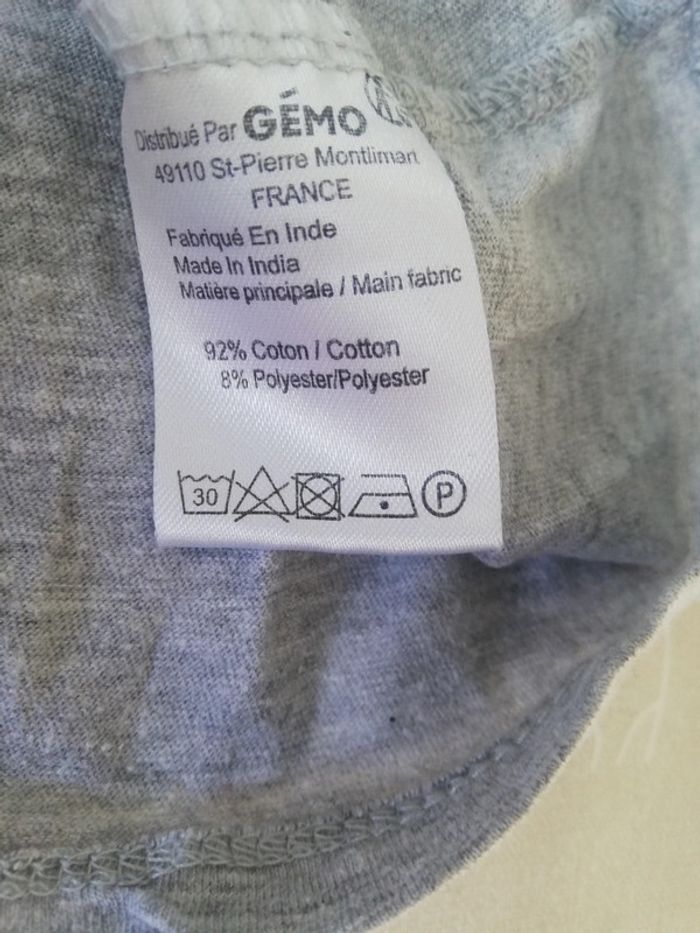 Distribué Par GÉMO
49110 St-Pierre Montlimart
FRANCE
Fabriqué En Inde
Made In India
Matière principale / Main fabric
92% Coton / Cotton
8% Polyester/Polyester
30
P